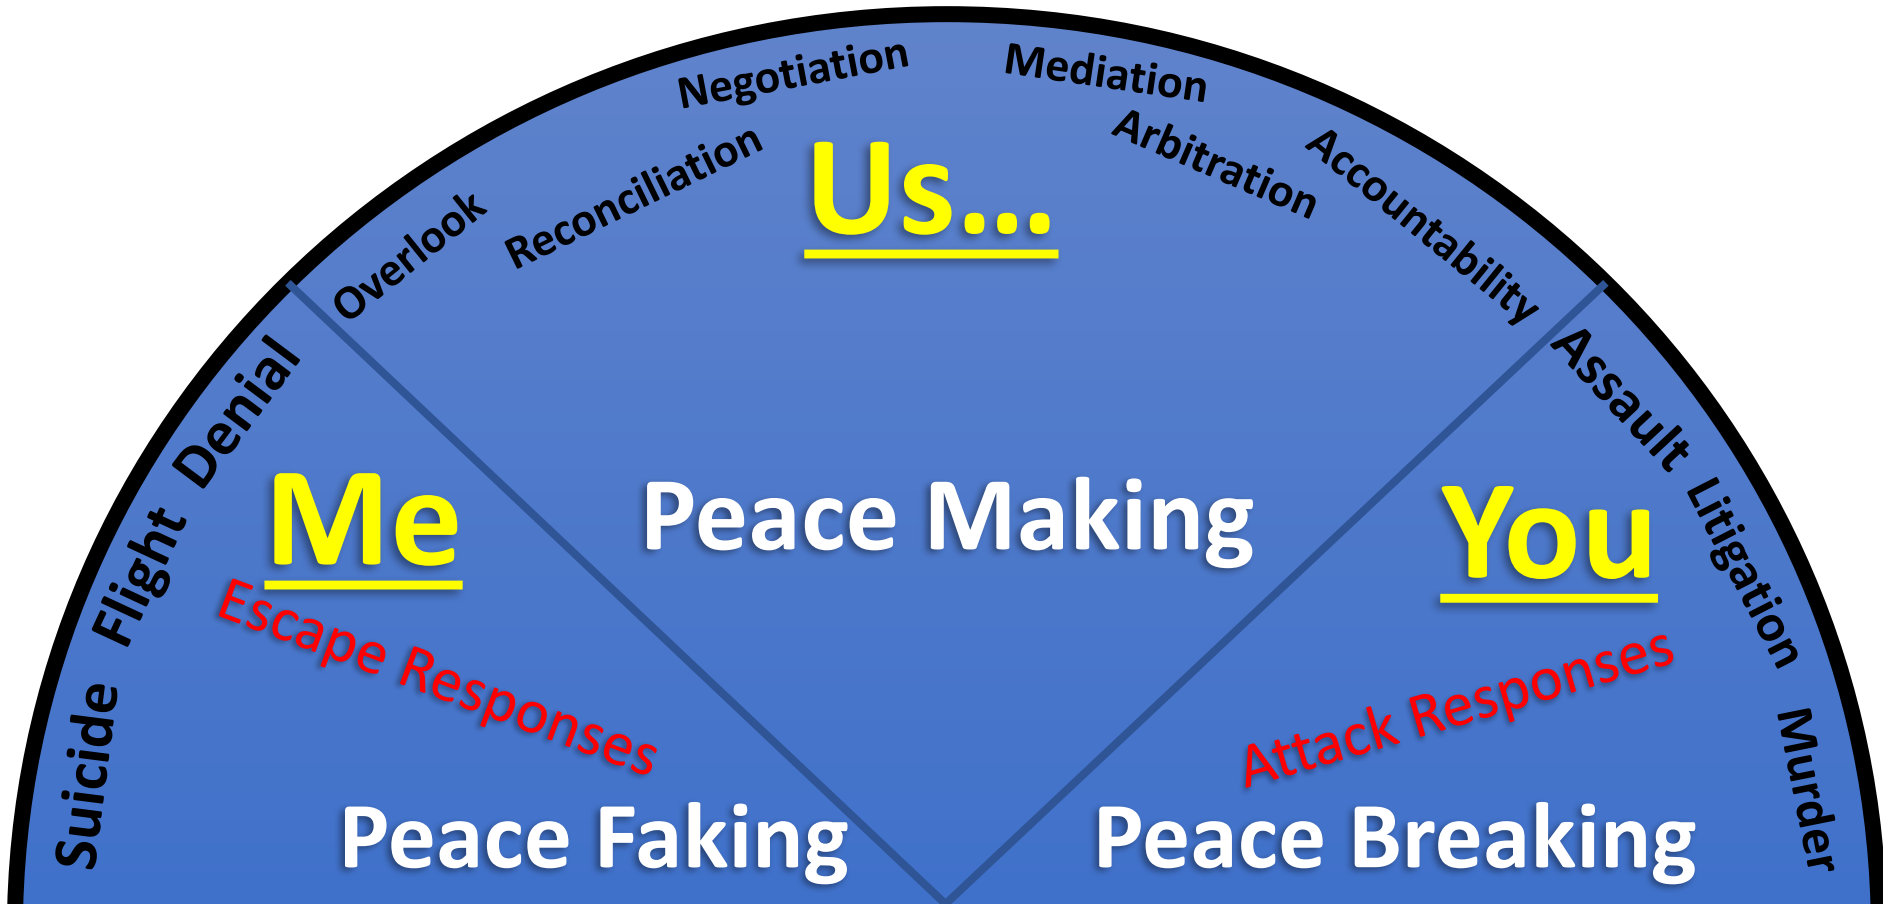 Negotiation
Mediation
Overlook
Reconciliation
Us...
Arbitration
Accountability
Denial
Flight
Suicide
Me
Escape Responses
Peace Faking
Peace Making
Assault
Litigation
Murder
You
Attack Responses
Peace Breaking